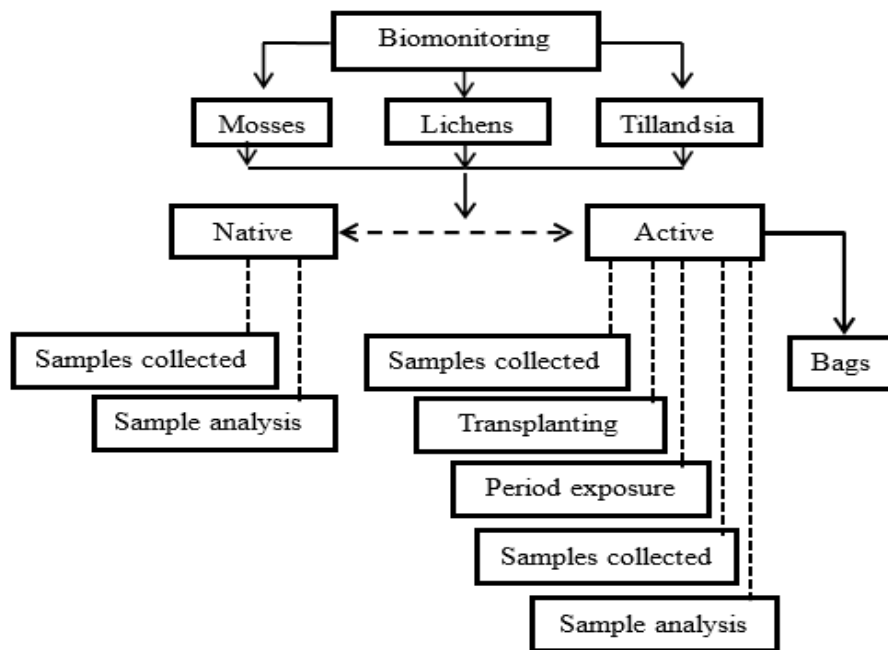 Biomonitoring
Mosses
Lichens
Tillandsia
Native
Active
Samples collected
Sample analysis
Samples collected
Transplanting
Period exposure
Samples collected
Sample analysis
Bags